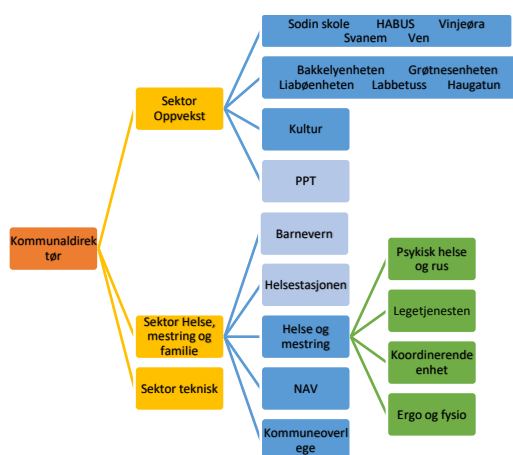 Sodin skole HABUS Vinjeøra
Svanem Ven
Bakkelyenheten Grøtnesenheten
Liabøenheten Labbetuss Haugatun
Sektor
Oppvekst
Kultur
PPT
Kommunaldirek
tør
Barnevern
Helsestasjonen
Sektor Helse,
mestring og
familie
Helse og
mestring
Psykisk helse
og rus
Legetjenesten
Koordinerende
enhet
Ergo og fysio
Sektor teknisk
NAV
Kommuneoverl
ege